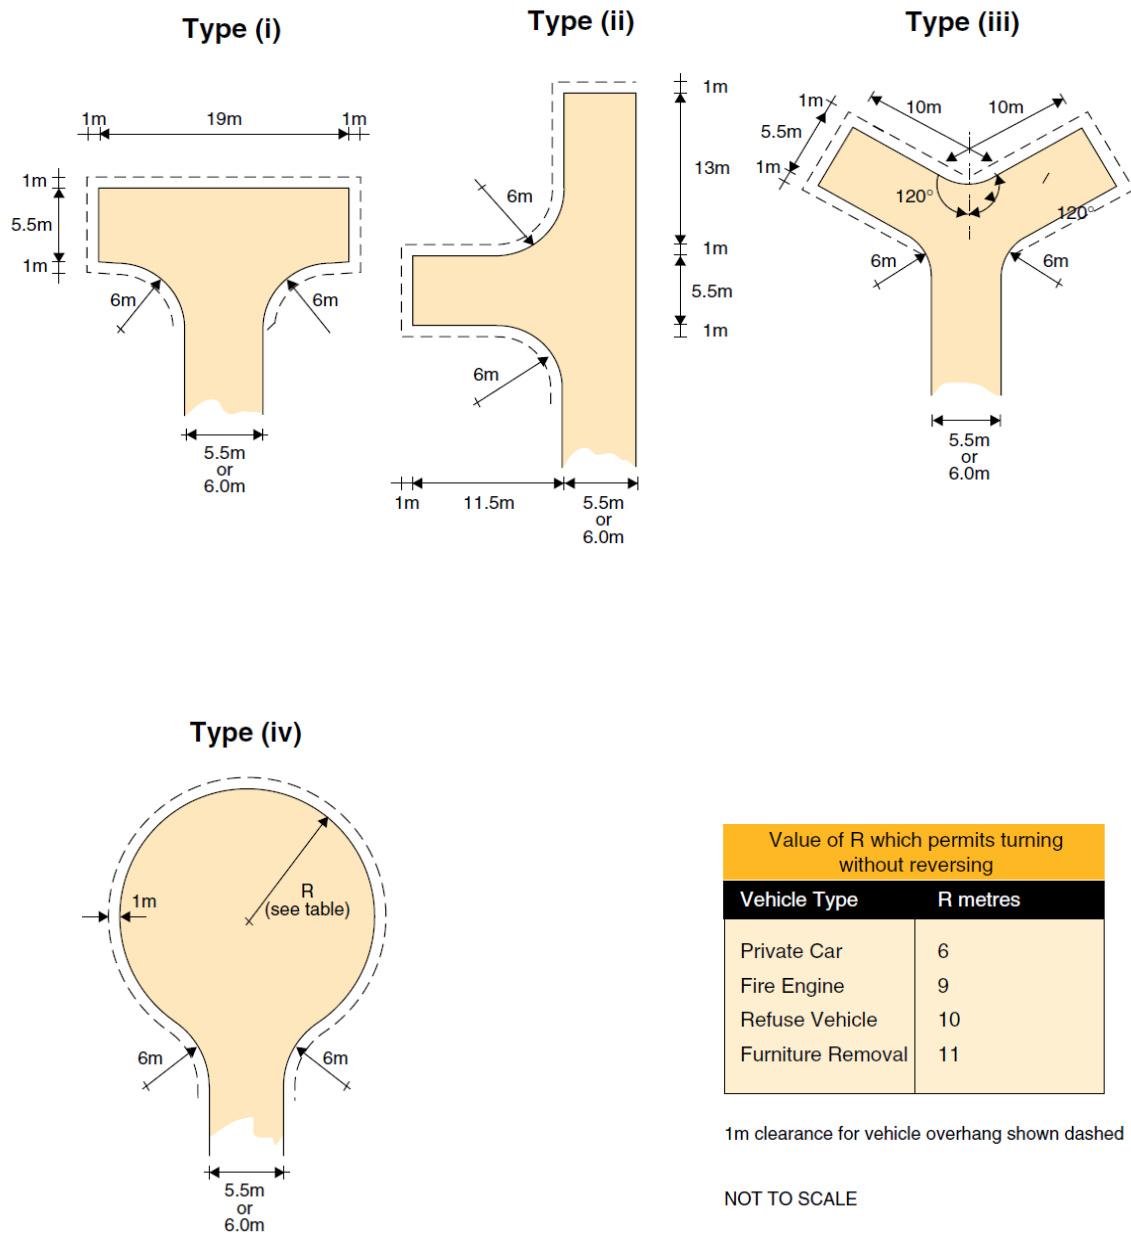 Type (i)
1m
19m
1m
1m
5.5m
1m
6m
6m
5.5m
or
6.0m
Type (ii)
1m
13m
6m
1m
5.5m
1m
6m
1m
11.5m
5.5m
or
6.0m
Type (iii)
1m
10m
10m
5.5m
1m
120°
120°
6m
6m
5.5m
or
6.0m
Type (iv)
1m
R
(see table)
6m
6m
5.5m
or
6.0m
Value of R which permits turning
without reversing
Vehicle Type R metres
Private Car 6
Fire Engine 9
Refuse Vehicle 10
Furniture Removal 11
1m clearance for vehicle overhang shown dashed
NOT TO SCALE